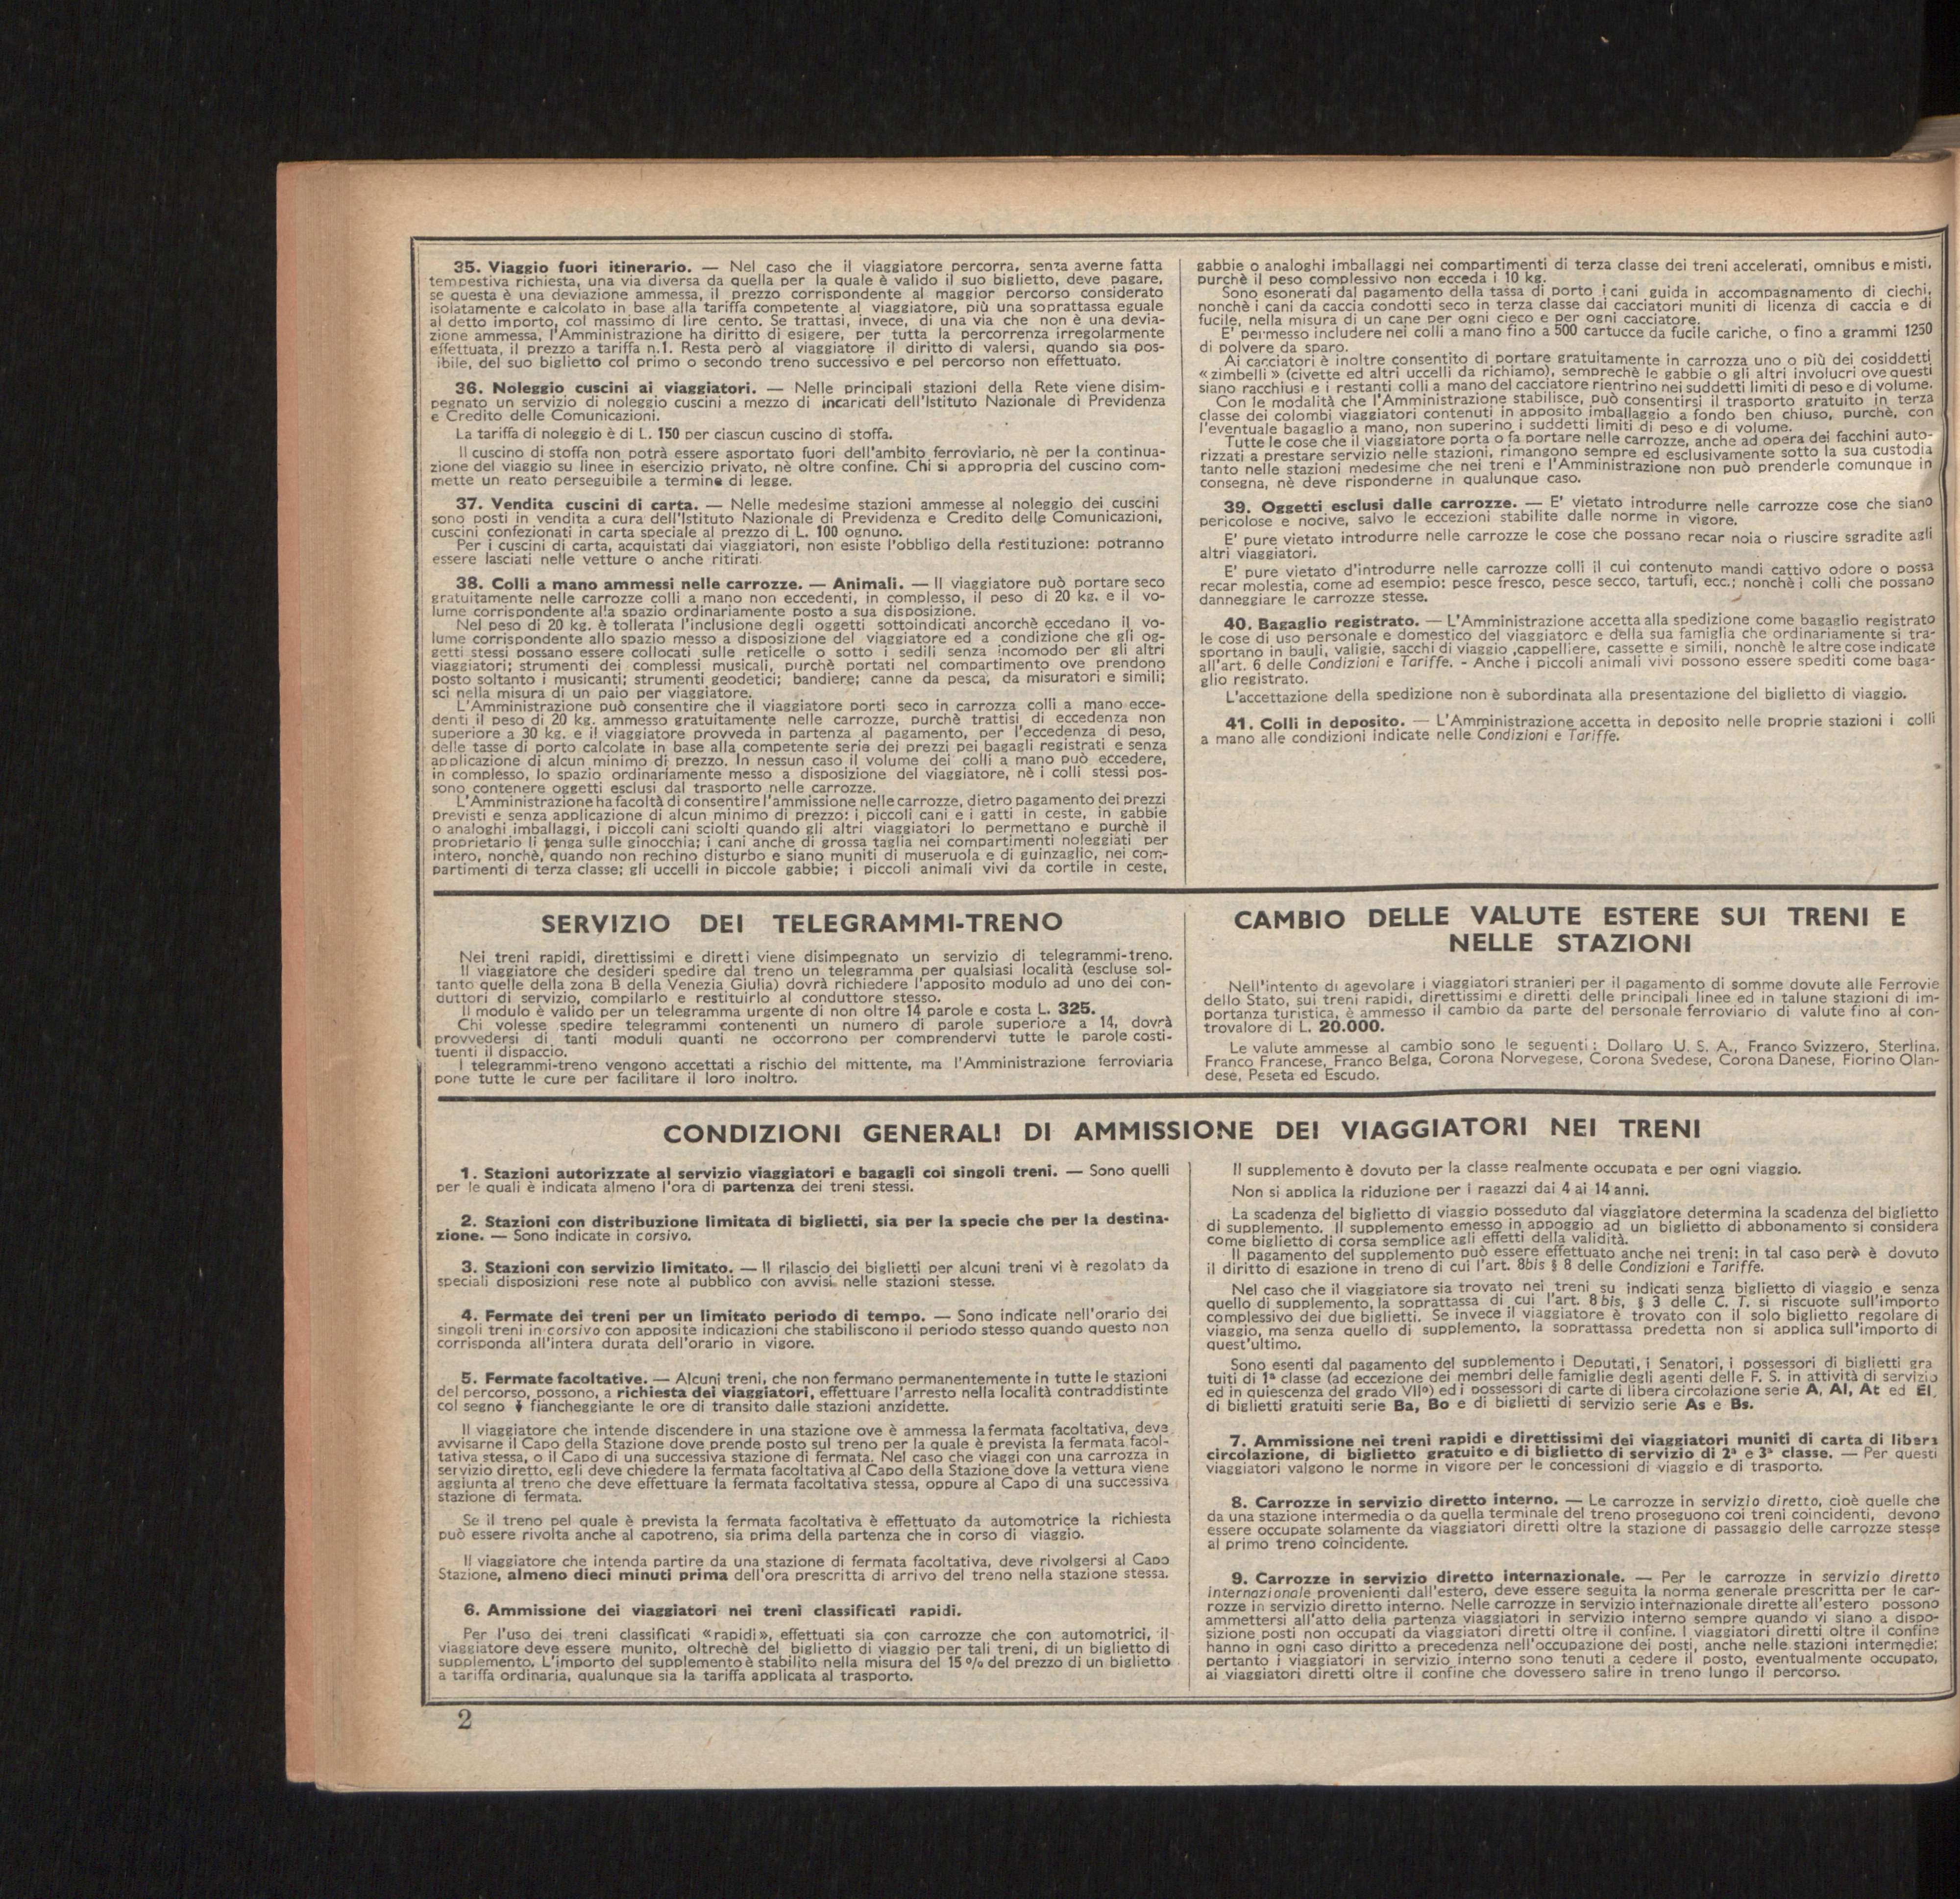 35. Viaggio fuori itinerario. — Nel caso che il viaggiatore percorra, senza averne fatta
tempestiva richiesta, una via diversa da quella per la quale è valido il suo biglietto, deve pagare,
se questa è una deviazione ammessa, il prezzo corrispondente al maggior percorso considerato
isolatamente e calcolato in base alla tariffa competente al viaggiatore, più una soprattassa eguale
al detto importo, col massimo di lire cento. Se trattasi, invece, di una via che non è una devia-
zione ammessa, l'Amministrazione ha diritto di esigere, per tutta la percorrenza irregolarmente
effettuata, il prezzo a tariffa n.1. Resta però al viaggiatore il diritto di valersi, quando sia pos-
ibile, del suo biglietto col primo o secondo treno successivo e pel percorso non effettuato.
36. Noleggio cuscini ai viaggiatori. — Nelle principali stazioni della Rete viene disim-
pegnato un servizio di noleggio cuscini a mezzo di incaricati dell'Istituto Nazionale di Previdenza
e Credito delle Comunicazioni.
La tariffa di noleggio è di L. 150 per ciascun cuscino di stoffa.
Il cuscino di stoffa non potrà essere asportato fuori dell'ambito ferroviario, nè per la continua-
zione del viaggio su linee in esercizio privato, nè oltre confine. Chi si appropria del cuscino com-
mette un reato perseguibile a termine di legge.
37. Vendita cuscini di carta. — Nelle medesime stazioni ammesse al noleggio dei cuscini
sono posti in vendita a cura dell'Istituto Nazionale di Previdenza e Credito delle Comunicazioni,
cuscini confezionati in carta speciale al prezzo di L. 100 ognuno.
Per i cuscini di carta, acquistati dai viaggiatori, non esiste l'obbligo della restituzione: potranno
essere lasciati nelle vetture o anche ritirati.
38. Colli a mano ammessi nelle carrozze. — Animali. — Il viaggiatore può portare seco
gratuitamente nelle carrozze colli a mano non eccedenti, in complesso, il peso di 20 kg. e il vo-
lume corrispondente alla spazio ordinariamente posto a sua disposizione.
Nel peso di 20 kg. è tollerata l'inclusione degli oggetti sottoindicati ancorchè eccedano il vo-
lume corrispondente allo spazio messo a disposizione del viaggiatore ed a condizione che gli og-
getti stessi possano essere collocati sulle reticelle o sotto i sedili senza incomodo per gli altri
viaggiatori; strumenti dei complessi musicali, purchè portati nel compartimento ove prendono
posto soltanto i musicanti; strumenti geodetici; bandiere; canne da pesca, da misuratori e simili;
sci nella misura di un paio per viaggiatore.
L'Amministrazione può consentire che il viaggiatore porti seco in carrozza colli a mano ecce-
denti il peso di 20 kg. ammesso gratuitamente nelle carrozze, purchè trattisi di eccedenza non
superiore a 30 kg. e il viaggiatore provveda in partenza al pagamento, per l'eccedenza di peso,
delle tasse di porto calcolate in base alla competente serie dei prezzi pei bagagli registrati e senza
applicazione di alcun minimo di prezzo. In nessun caso il volume dei colli a mano può eccedere,
in complesso, lo spazio ordinariamente messo a disposizione del viaggiatore, nè i colli stessi pos-
sono contenere oggetti esclusi dal trasporto nelle carrozze.
L'Amministrazione ha facoltà di consentire l'ammissione nelle carrozze, dietro pagamento dei prezzi
previsti e senza applicazione di alcun minimo di prezzo: i piccoli cani e i gatti in ceste, in gabbie
o analoghi imballaggi, i piccoli cani sciolti quando gli altri viaggiatori lo permettano e purchè il
proprietario li tenga sulle ginocchia; i cani anche di grossa taglia nei compartimenti noleggiati per
intero, nonchè, quando non rechino disturbo e siano muniti di museruola e di guinzaglio, nei com-
partimenti di terza classe; gli uccelli in piccole gabbie; i piccoli animali vivi da cortile in ceste,
gabbie o analoghi imballaggi nei compartimenti di terza classe dei treni accelerati, omnibus e misti,
purchè il peso complessivo non ecceda i 10 kg.
Sono esonerati dal pagamento della tassa di porto i cani guida in accompagnamento di ciechi,
nonchè i cani da caccia condotti seco in terza classe dai cacciatori muniti di licenza di caccia e di
fucile, nella misura di un cane per ogni cieco e per ogni cacciatore.
E' permesso includere nei colli a mano fino a 500 cartucce da fucile cariche, o fino a grammi 1250
di polvere da sparo.
Ai cacciatori è inoltre consentito di portare gratuitamente in carrozza uno o più dei cosiddetti
« zimbelli » (civette ed altri uccelli da richiamo), semprechè le gabbie o gli altri involucri ove questi
siano racchiusi e i restanti colli a mano del cacciatore rientrino nei suddetti limiti di peso e di volume.
Con le modalità che l'Amministrazione stabilisce, può consentirsi il trasporto gratuito in terza
classe dei colombi viaggiatori contenuti in apposito imballaggio a fondo ben chiuso, purchè, con
l'eventuale bagaglio a mano, non superino i suddetti limiti di peso e di volume.
Tutte le cose che il viaggiatore porta o fa portare nelle carrozze, anche ad opera dei facchini auto-
rizzati a prestare servizio nelle stazioni, rimangono sempre ed esclusivamente sotto la sua custodia
tanto nelle stazioni medesime che nei treni e l'Amministrazione non può prenderle comunque in
consegna, nè deve risponderne in qualunque caso.
39. Oggetti esclusi dalle carrozze. — E' vietato introdurre nelle carrozze cose che siano
pericolose e nocive, salvo le eccezioni stabilite dalle norme in vigore.
E' pure vietato introdurre nelle carrozze le cose che possano recar noia o riuscire sgradite agli
altri viaggiatori.
E' pure vietato d'introdurre nelle carrozze colli il cui contenuto mandi cattivo odore o possa
recar molestia, come ad esempio: pesce fresco, pesce secco, tartufi, ecc.; nonchè i colli che possano
danneggiare le carrozze stesse.
40. Bagaglio registrato. — L'Amministrazione accetta alla spedizione come bagaglio registrato
le cose di uso personale e domestico del viaggiatore e della sua famiglia che ordinariamente si tra-
sportano in bauli, valigie, sacchi di viaggio ,cappelliere, cassette e simili, nonchè le altre cose indicate
all'art. 6 delle Condizioni e Tariffe. - Anche i piccoli animali vivi possono essere spediti come baga-
glio registrato.
L'accettazione della spedizione non è subordinata alla presentazione del biglietto di viaggio.
41. Colli in deposito. — L'Amministrazione accetta in deposito nelle proprie stazioni i colli
a mano alle condizioni indicate nelle Condizioni e Tariffe.
SERVIZIO DEI TELEGRAMMI-TRENO
Nei treni rapidi, direttissimi e diretti viene disimpegnato un servizio di telegrammi-treno.
Il viaggiatore che desideri spedire dal treno un telegramma per qualsiasi località (escluse sol-
tanto quelle della zona B della Venezia Giulia) dovrà richiedere l'apposito modulo ad uno dei con-
duttori di servizio, compilarlo e restituirlo al conduttore stesso.
Il modulo è valido per un telegramma urgente di non oltre 14 parole e costa L. 325.
Chi volesse spedire telegrammi contenenti un numero di parole superiore a 14, dovrà
provvedersi di tanti moduli quanti ne occorrono per comprendervi tutte le parole costi-
tuenti il dispaccio.
I telegrammi-treno vengono accettati a rischio del mittente, ma l'Amministrazione ferroviaria
pone tutte le cure per facilitare il loro inoltro.
CAMBIO DELLE VALUTE ESTERE SUI TRENI E
NELLE STAZIONI
Nell'intento di agevolare i viaggiatori stranieri per il pagamento di somme dovute alle Ferrovie
dello Stato, sui treni rapidi, direttissimi e diretti delle principali linee ed in talune stazioni di im-
portanza turistica, è ammesso il cambio da parte del personale ferroviario di valute fino al con-
trovalore di L. 20.000.
Le valute ammesse al cambio sono le seguenti: Dollaro U. S. A., Franco Svizzero, Sterlina,
Franco Francese, Franco Belga, Corona Norvegese, Corona Svedese, Corona Danese, Fiorino Olan-
dese, Peseta ed Escudo.
CONDIZIONI GENERALI DI AMMISSIONE DEI VIAGGIATORI NEI TRENI
1. Stazioni autorizzate al servizio viaggiatori e bagagli coi singoli treni. — Sono quelli
per le quali è indicata almeno l'ora di partenza dei treni stessi.
2. Stazioni con distribuzione limitata di biglietti, sia per la specie che per la destina-
zione. — Sono indicate in corsivo.
3. Stazioni con servizio limitato. — Il rilascio dei biglietti per alcuni treni vi è regolato da
speciali disposizioni rese note al pubblico con avvisi nelle stazioni stesse.
4. Fermate dei treni per un limitato periodo di tempo. — Sono indicate nell'orario dei
singoli treni in corsivo con apposite indicazioni che stabiliscono il periodo stesso quando questo non
corrisponda all'intera durata dell'orario in vigore.
5. Fermate facoltative. — Alcuni treni, che non fermano permanentemente in tutte le stazioni
del percorso, possono, a richiesta dei viaggiatori, effettuare l'arresto nella località contraddistinte
col segno fiancheggiante le ore di transito dalle stazioni anzidette.
Il viaggiatore che intende discendere in una stazione ove è ammessa la fermata facoltativa, deve
avvisarne il Capo della Stazione dove prende posto sul treno per la quale è prevista la fermata facol-
tativa stessa, o il Capo di una successiva stazione di fermata. Nel caso che viaggi con una carrozza in
servizio diretto, egli deve chiedere la fermata facoltativa al Capo della Stazione dove la vettura viene
aggiunta al treno che deve effettuare la fermata facoltativa stessa, oppure al Capo di una successiva
stazione di fermata.
Se il treno pel quale è prevista la fermata facoltativa è effettuato da automotrice la richiesta
può essere rivolta anche al capotreno, sia prima della partenza che in corso di viaggio.
Il viaggiatore che intenda partire da una stazione di fermata facoltativa, deve rivolgersi al Capo
Stazione, almeno dieci minuti prima dell'ora prescritta di arrivo del treno nella stazione stessa.
6. Ammissione dei viaggiatori nei treni classificati rapidi.
Per l'uso dei treni classificati «rapidi», effettuati sia con carrozze che con automotrici, il
viaggiatore deve essere munito, oltrechè del biglietto di viaggio per tali treni, di un biglietto di
supplemento. L'importo del supplemento è stabilito nella misura del 15 % del prezzo di un biglietto
a tariffa ordinaria, qualunque sia la tariffa applicata al trasporto.
Il supplemento è dovuto per la classe realmente occupata e per ogni viaggio.
Non si applica la riduzione per i ragazzi dai 4 ai 14 anni.
La scadenza del biglietto di viaggio posseduto dal viaggiatore determina la scadenza del biglietto
di supplemento. Il supplemento emesso in appoggio ad un biglietto di abbonamento si considera
come biglietto di corsa semplice agli effetti della validità.
Il pagamento del supplemento può essere effettuato anche nei treni: in tal caso però è dovuto
il diritto di esazione in treno di cui l'art. 8bis § 8 delle Condizioni e Tariffe.
Nel caso che il viaggiatore sia trovato nei treni su indicati senza biglietto di viaggio e senza
quello di supplemento, la soprattassa di cui l'art. 8 bis, § 3 delle C. T. si riscuote sull'importo
complessivo dei due biglietti. Se invece il viaggiatore è trovato con il solo biglietto regolare di
viaggio, ma senza quello di supplemento, la soprattassa predetta non si applica sull'importo di
quest'ultimo.
Sono esenti dal pagamento del supplemento i Deputati, i Senatori, i possessori di biglietti gra
tuiti di 1ª classe (ad eccezione dei membri delle famiglie degli agenti delle F. S. in attività di servizio
ed in quiescenza del grado VIIº) ed i possessori di carte di libera circolazione serie A, Al, At ed El,
di biglietti gratuiti serie Ba, Bo e di biglietti di servizio serie As e Bs.
7. Ammissione nei treni rapidi e direttissimi dei viaggiatori muniti di carta di libera
circolazione, di biglietto gratuito e di biglietto di servizio di 2ª e 3ª classe. — Per questi
viaggiatori valgono le norme in vigore per le concessioni di viaggio e di trasporto.
8. Carrozze in servizio diretto interno. — Le carrozze in servizio diretto, cioè quelle che
da una stazione intermedia o da quella terminale del treno proseguono coi treni coincidenti, devono
essere occupate solamente da viaggiatori diretti oltre la stazione di passaggio delle carrozze stesse
al primo treno coincidente.
9. Carrozze in servizio diretto internazionale. — Per le carrozze in servizio diretto
internazionale provenienti dall'estero, deve essere seguita la norma generale prescritta per le car-
rozze in servizio diretto interno. Nelle carrozze in servizio internazionale dirette all'estero possono
ammettersi all'atto della partenza viaggiatori in servizio interno sempre quando vi siano a dispo-
sizione posti non occupati da viaggiatori diretti oltre il confine. I viaggiatori diretti oltre il confine
hanno in ogni caso diritto a precedenza nell'occupazione dei posti, anche nelle stazioni intermedie;
pertanto i viaggiatori in servizio interno sono tenuti a cedere il posto, eventualmente occupato,
ai viaggiatori diretti oltre il confine che dovessero salire in treno lungo il percorso.
2